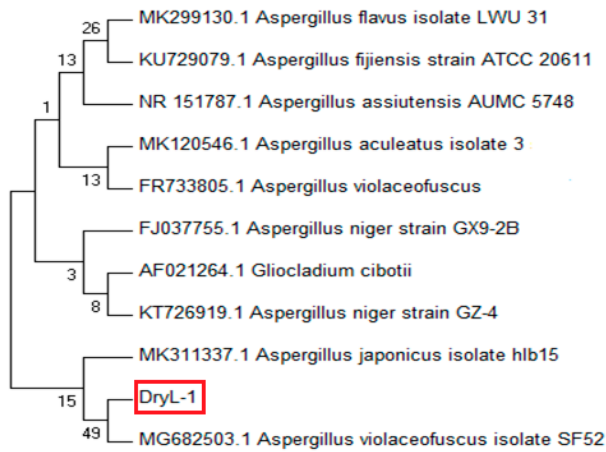 MK299130.1 Aspergillus flavus isolate LWU 31
26
KU729079.1 Aspergillus fijiensis strain ATCC 20611
13
NR 151787.1 Aspergillus assiutensis AUMC 5748
1
MK120546.1 Aspergillus aculeatus isolate 3
13
FR733805.1 Aspergillus violaceofuscus
FJ037755.1 Aspergillus niger strain GX9-2B
3
AF021264.1 Gliocladium cibotii
8
KT726919.1 Aspergillus niger strain GZ-4
MK311337.1 Aspergillus japonicus isolate hlb15
15
DryL-1
49
MG682503.1 Aspergillus violaceofuscus isolate SF52